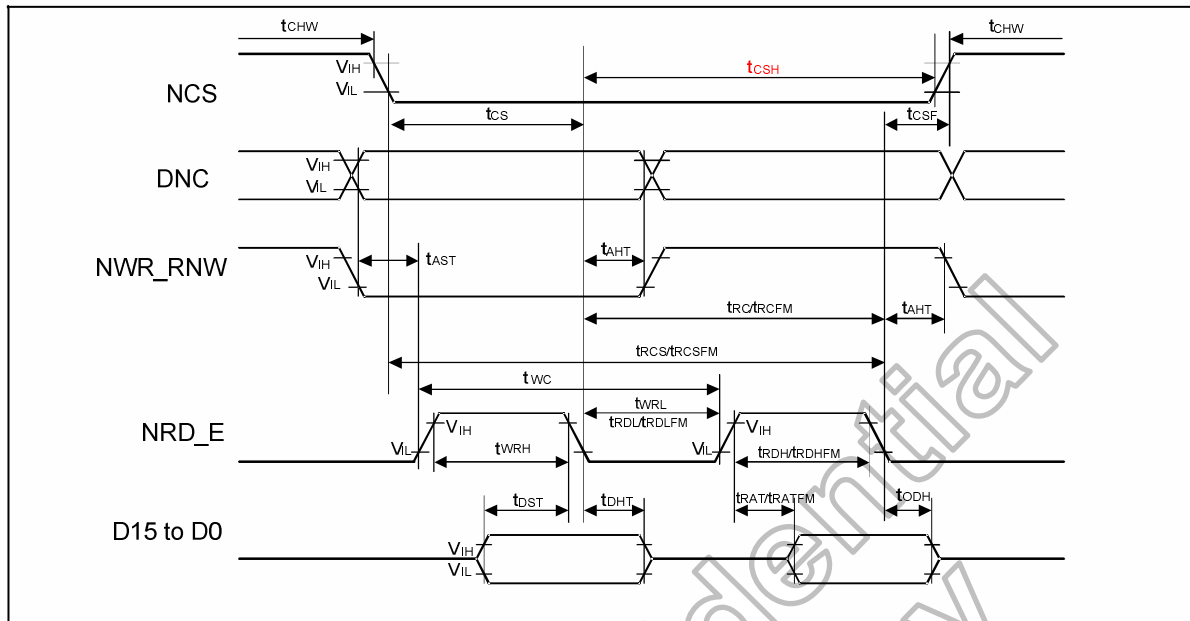 tCHW
tCHW
VIH
VIL
NCS
tCSH
tCS
tCSF
VIH
VIL
DNC
VIH
VIL
NWR_RNW
tAST
tAHT
tRC/tRCFM
tAHT
tRCS/tRCSFM
tWC
tWRL
tRDL/tRDLFM
NRD_E
VIL
VIH
tWRH
VIL
VIH
tRDH/tRDHFM
tRAT/tRATFM
tDST
tDHT
tODH
D15 to D0
VIH
VIL